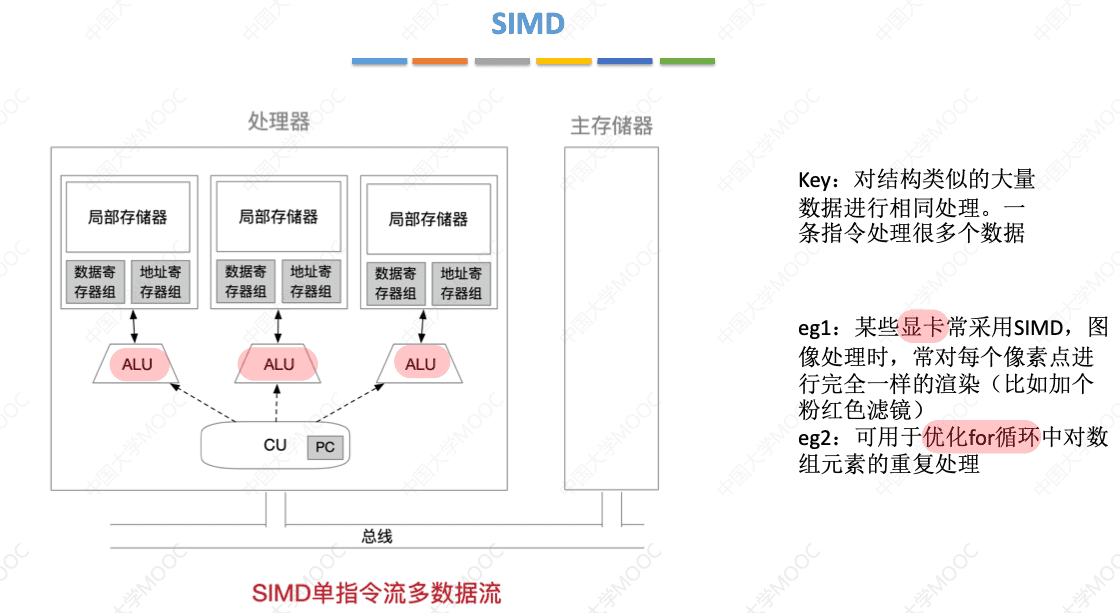 SIMD
处理器
主存储器
局部存储器
局部存储器
局部存储器
数据寄
存器组
地址寄
存器组
数据寄
存器组
地址寄
存器组
数据寄
存器组
地址寄
存器组
ALU
ALU
ALU
CU
PC
总线
SIMD单指令流多数据流
Key：对结构类似的大量
数据进行相同处理。一
条指令处理很多个数据
eg1：某些显卡常采用SIMD，图
像处理时，常对每个像素点进
行完全一样的渲染（比如加个
粉红色滤镜）
eg2：可用于优化for循环中对数
组元素的重复处理
中国大学MOOC